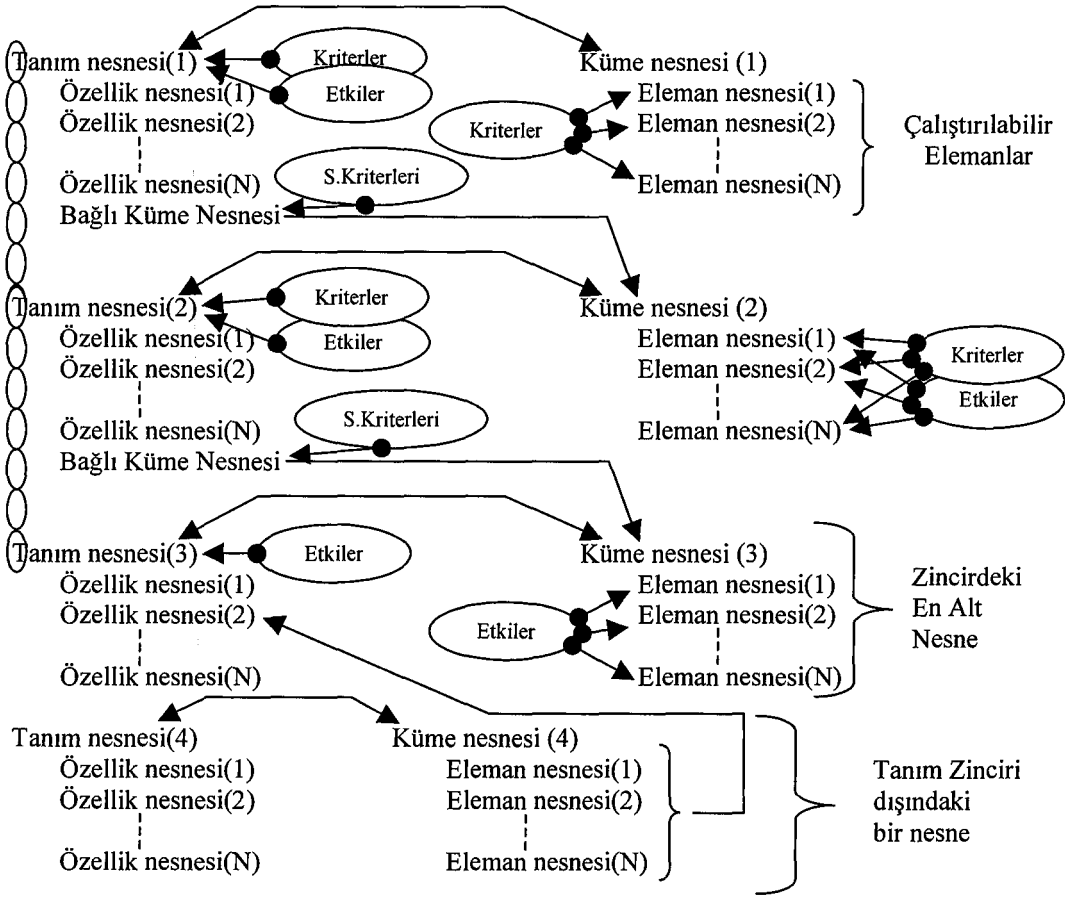 Tanım nesnesi(1)
Kriterler
Küme nesnesi (1)
Özellik nesnesi(1)
Etkiler
Eleman nesnesi(1)
Özellik nesnesi(2)
Kriterler
Eleman nesnesi(2)
Çalıştırılabilir
Elemanlar
S.Kriterleri
Özellik nesnesi(N)
Eleman nesnesi(N)
Bağlı Küme Nesnesi
Tanım nesnesi(2)
Kriterler
Küme nesnesi (2)
Özellik nesnesi(1)
Etkiler
Eleman nesnesi(1)
Kriterler
Özellik nesnesi(2)
Eleman nesnesi(2)
Etkiler
S.Kriterleri
Özellik nesnesi(N)
Eleman nesnesi(N)
Bağlı Küme Nesnesi
Tanım nesnesi(3)
Etkiler
Küme nesnesi (3)
Özellik nesnesi(1)
Eleman nesnesi(1)
Özellik nesnesi(2)
Etkiler
Eleman nesnesi(2)
Özellik nesnesi(N)
Eleman nesnesi(N)
Zincirdeki
En Alt
Nesne
Tanım nesnesi(4)
Küme nesnesi (4)
Özellik nesnesi(1)
Eleman nesnesi(1)
Özellik nesnesi(2)
Eleman nesnesi(2)
Özellik nesnesi(N)
Eleman nesnesi(N)
Tanım Zinciri
dışındaki
bir nesne